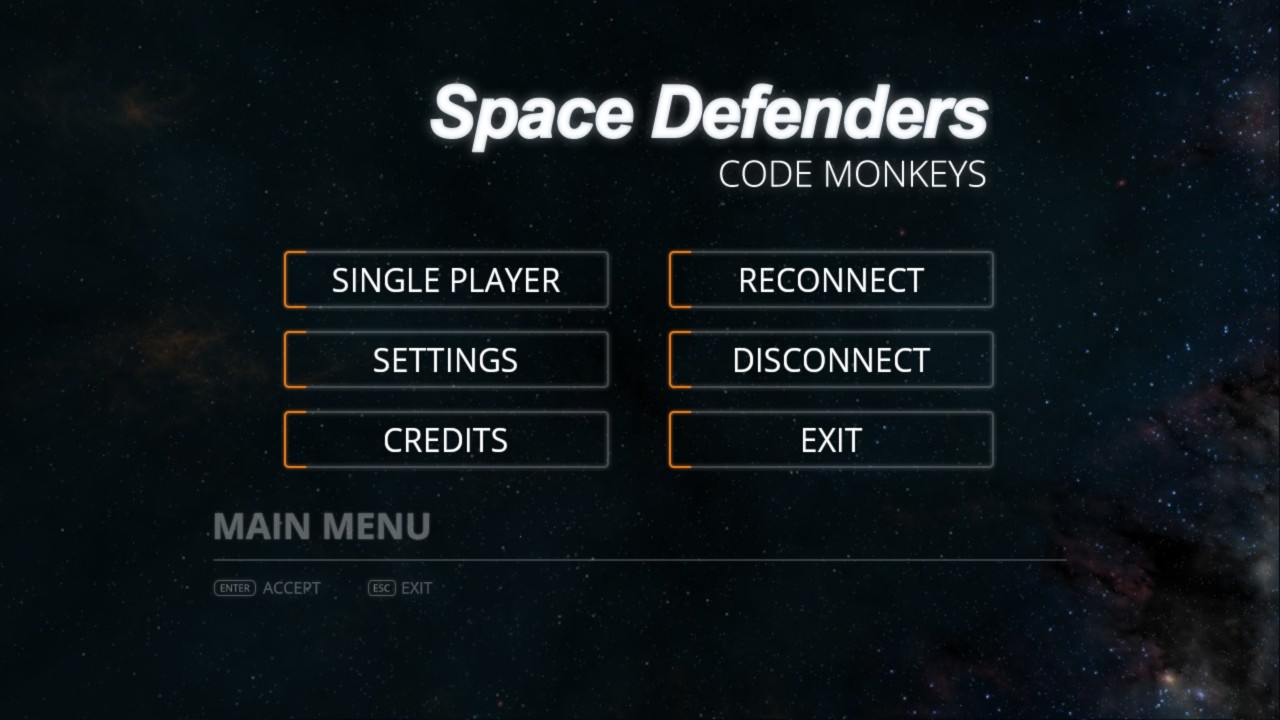 Space Defenders
CODE MONKEYS
SINGLE PLAYER
RECONNECT
SETTINGS
DISCONNECT
CREDITS
EXIT
MAIN MENU
ENTER ACCEPT ESC EXIT